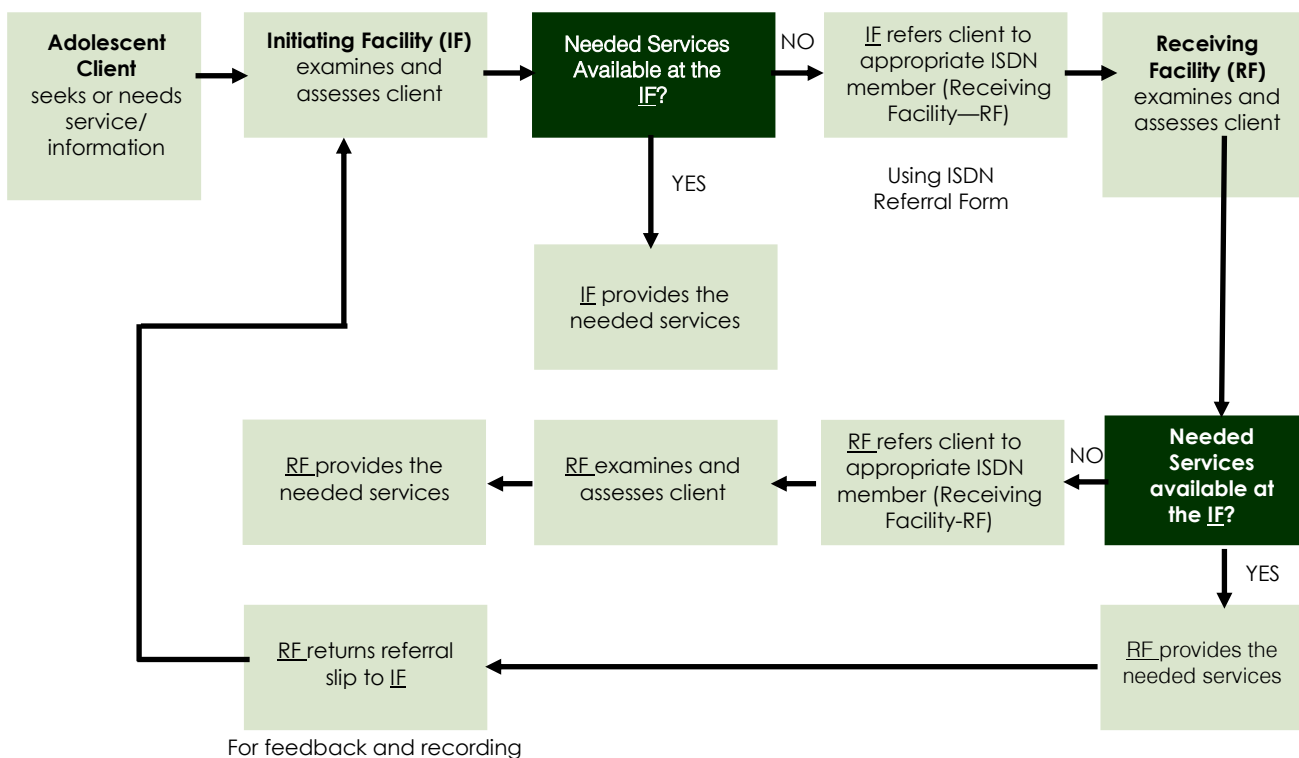 Adolescent
Client
seeks or needs
service/
information
Initiating Facility (IF)
examines and
assesses client
Needed Services
Available at the
IF?
NO
IF refers client to
appropriate ISDN
member (Receiving
Facility—RF)
Using ISDN
Referral Form
Receiving
Facility (RF)
examines and
assesses client
YES
IF provides the
needed services
Needed
Services
available at
the IF?
NO
RF refers client to
appropriate ISDN
member (Receiving
Facility-RF)
RF examines and
assesses client
RF provides the
needed services
YES
RF provides the
needed services
RF returns referral
slip to IF
For feedback and recording